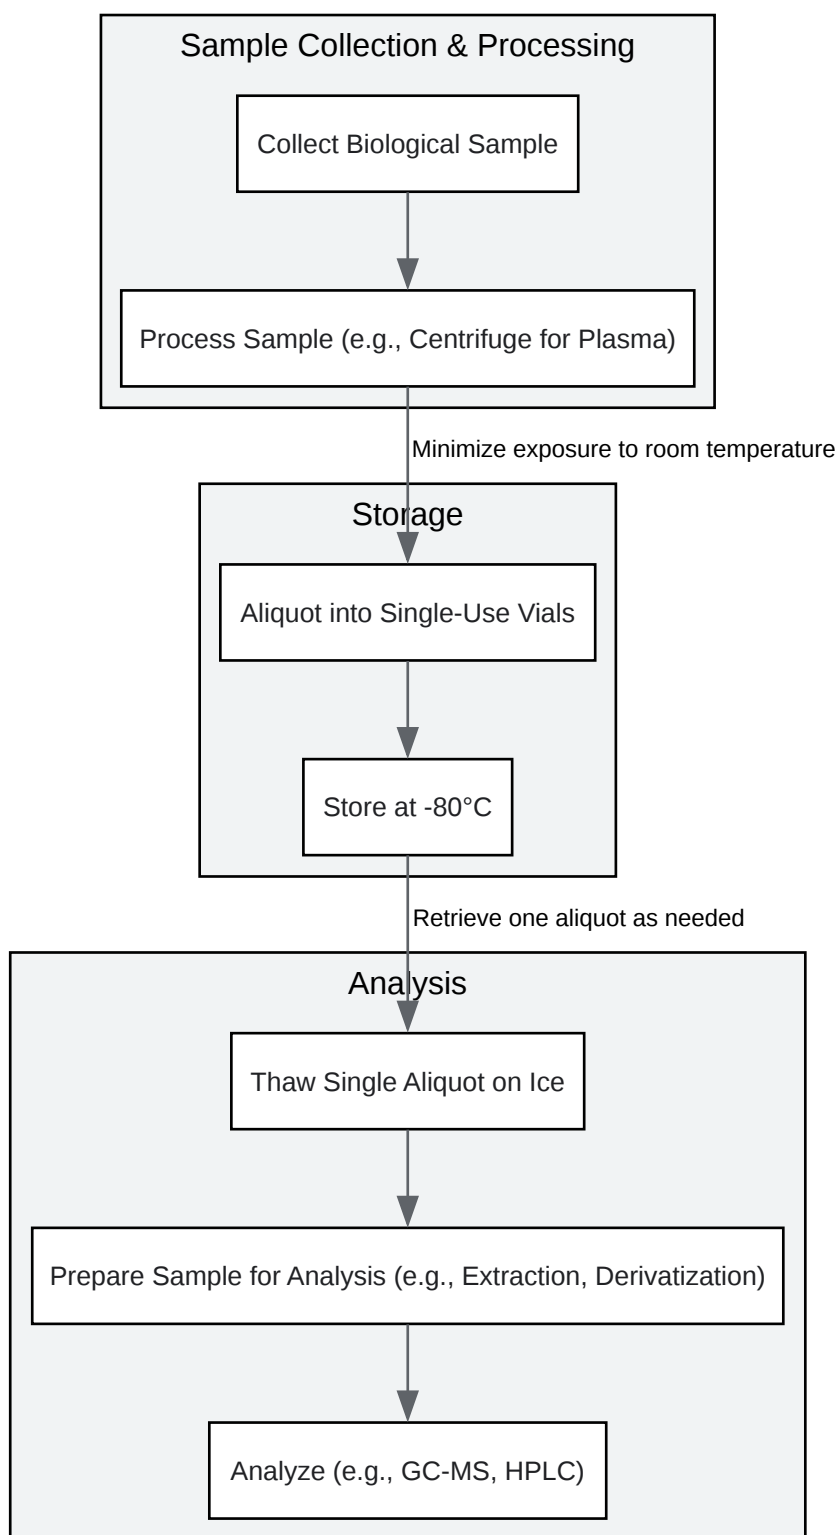 Sample Collection & Processing
Collect Biological Sample
Process Sample (e.g., Centrifuge for Plasma)
Minimize exposure to room temperature
Storage
Aliquot into Single-Use Vials
Store at -80°C
Retrieve one aliquot as needed
Analysis
Thaw Single Aliquot on Ice
Prepare Sample for Analysis (e.g., Extraction, Derivatization)
Analyze (e.g., GC-MS, HPLC)